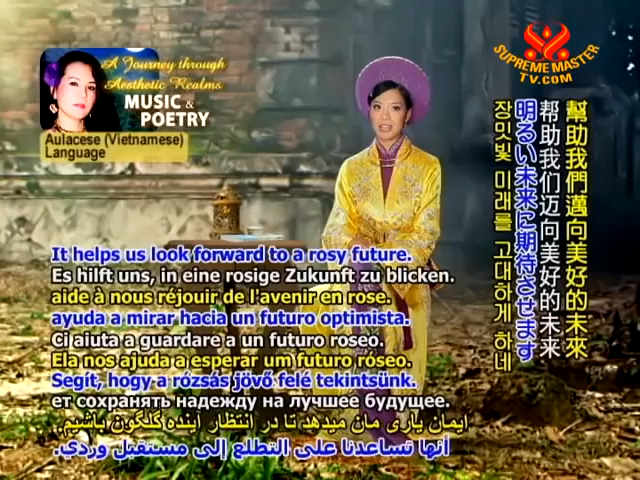 A Journey through
Aesthetic Realms
MUSIC &
POETRY
Aulacese (Vietnamese)
Language
SUPREME MASTER
TV.COM
幫助我們邁向美好的未來
帮助我们迈向美好的未来
明るい未来に期待させます
장밋빛 미래를 고대하게 하네
It helps us look forward to a rosy future.
Es hilft uns, in eine rosige Zukunft zu blicken.
aide à nous réjouir de l'avenir en rose.
ayuda a mirar hacia un futuro optimista.
Ci aiuta a guardare a un futuro roseo.
Ela nos ajuda a esperar um futuro róseo.
Segít, hogy a rózsás jövő felé tekintsünk.
ет сохранять надежду на лучшее будущее.
ایمان یاری مان میدهد تا در انتظار آینده گلگون باشیم.
أنها تساعدنا على التطلع إلى مستقبل وردي.